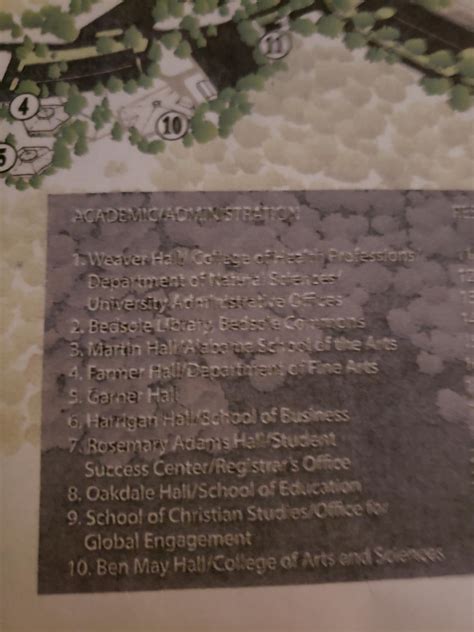 11
4
10
5
ACADEMIC/ADMINISTRATION
1. Weaver Hall/College of Health Professions/
Department of Natural Sciences/
University Administrative Offices
2. Bedsole Library, Bedsole Commons
3. Martin Hall/Alabama School of the Arts
4. Farmer Hall/Department of Fine Arts
5. Garner Hall
6. Harrigan Hall/School of Business
7. Rosemary Adams Hall/Student
Success Center/Registrar's Office
8. Oakdale Hall/School of Education
9. School of Christian Studies/Office for
Global Engagement
10. Ben May Hall/College of Arts and Sciences